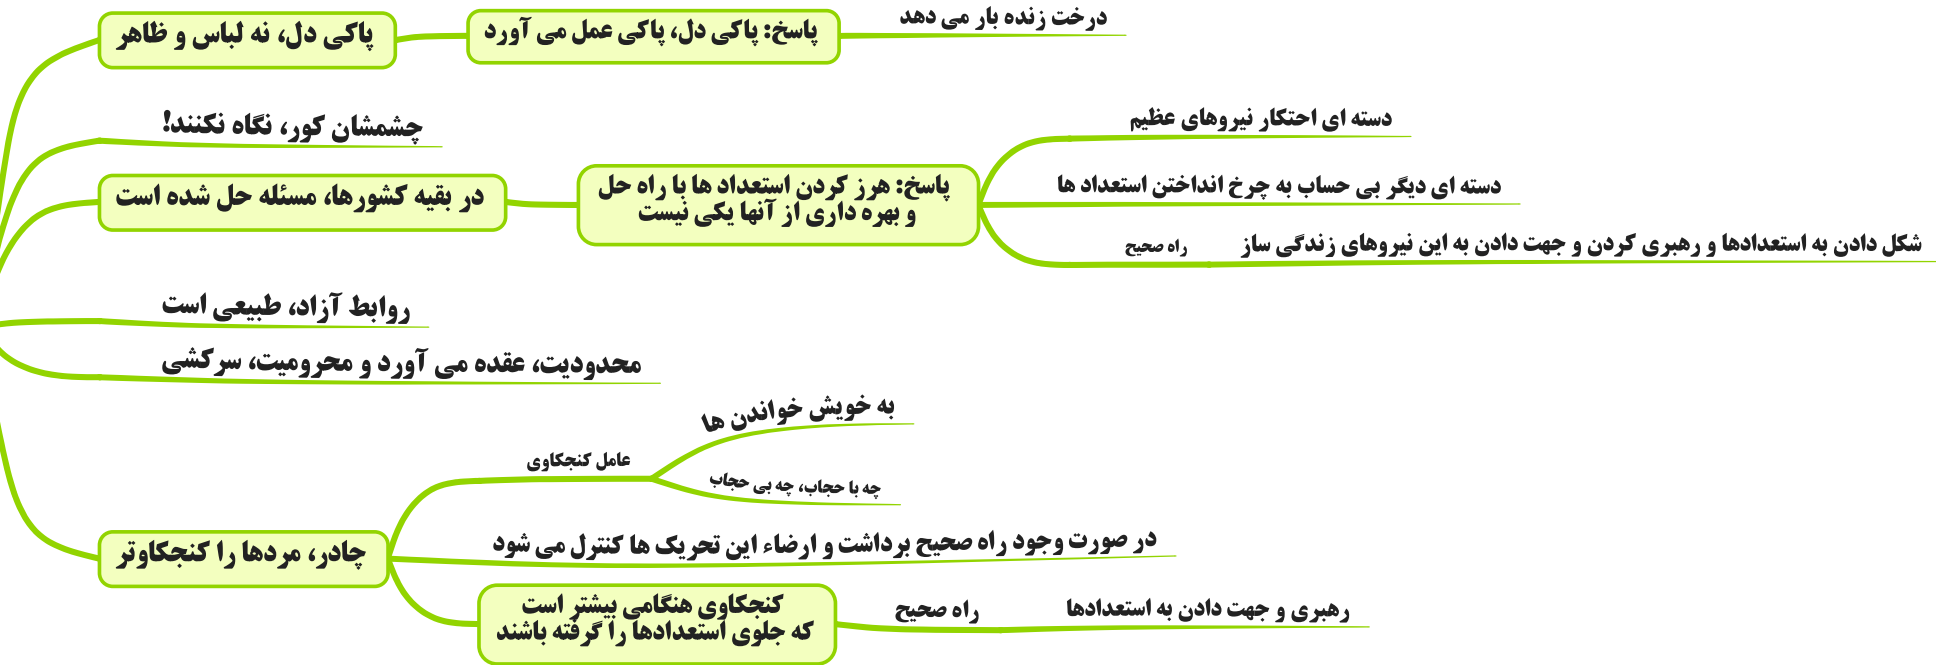 پاکی دل، نه لباس و ظاهر
پاسخ: پاکی دل، پاکی عمل می آورد
درخت زنده بار می دهد
چشمشان کور، نگاه نکنند!
در بقیه کشورها، مسئله حل شده است
پاسخ: هرز کردن استعداد ها با راه حل
و بهره داری از آنها یکی نیست
دسته ای احتکار نیروهای عظیم
دسته ای دیگر بی حساب به چرخ انداختن استعداد ها
راه صحیح
شکل دادن به استعدادها و رهبری کردن و جهت دادن به این نیروهای زندگی ساز
روابط آزاد، طبیعی است
محدودیت، عقده می آورد و محرومیت، سرکشی
چادر، مردها را کنجکاوتر
عامل کنجکاوی
به خویش خواندن ها
چه با حجاب، چه بی حجاب
در صورت وجود راه صحیح برداشت و ارضاء این تحریک ها کنترل می شود
کنجکاوی هنگامی بیشتر است
که جلوی استعدادها را گرفته باشند
راه صحیح
رهبری و جهت دادن به استعدادها